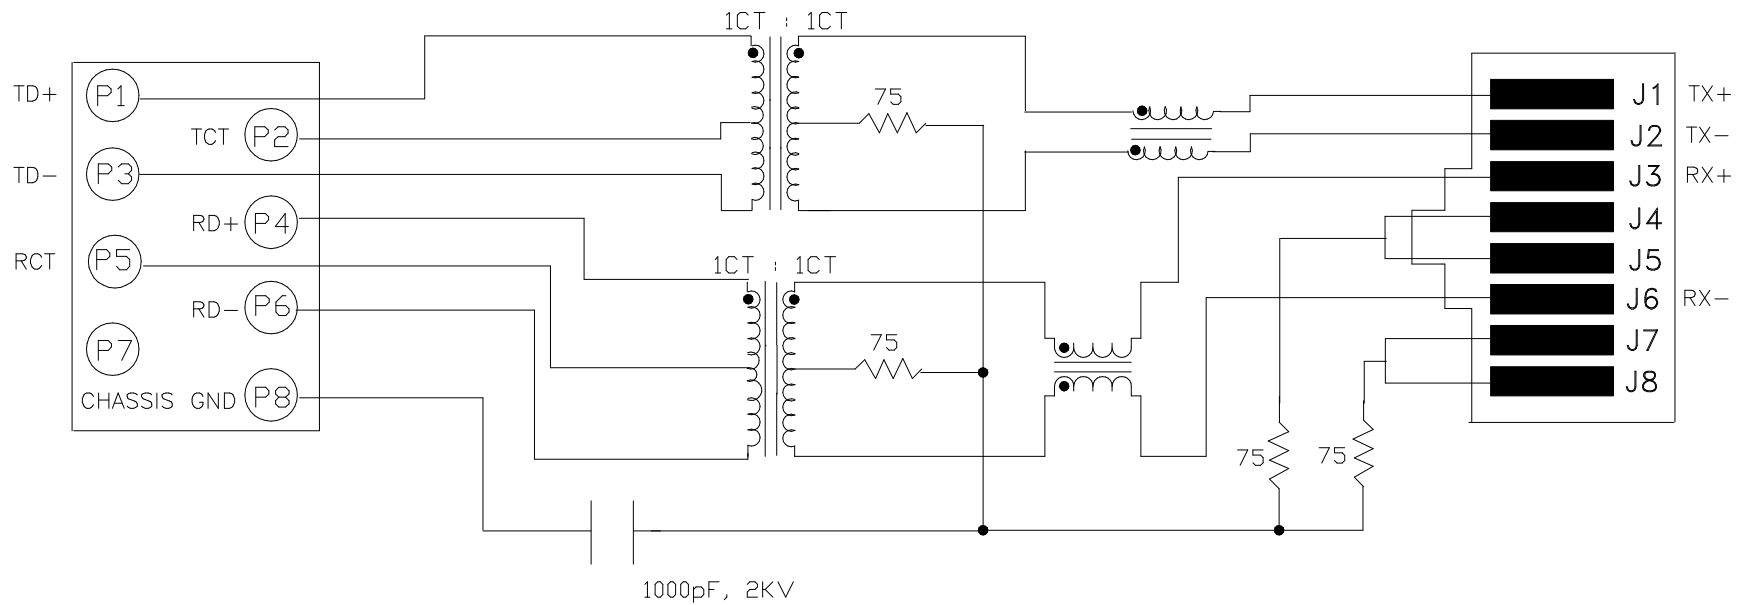 1CT : 1CT
TD+ P1
TCT P2
TD- P3
RD+ P4
RCT P5
RD- P6
P7
CHASSIS GND P8
75
1CT : 1CT
75
75
75
1000pF, 2KV
J1 TX+
J2 TX-
J3 RX+
J4
J5
J6 RX-
J7
J8